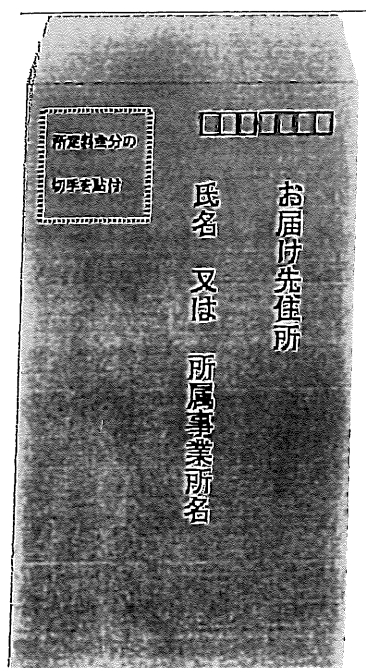 所定料金分の
切手を貼付
お届け先住所
氏名 又は 所属事業所名